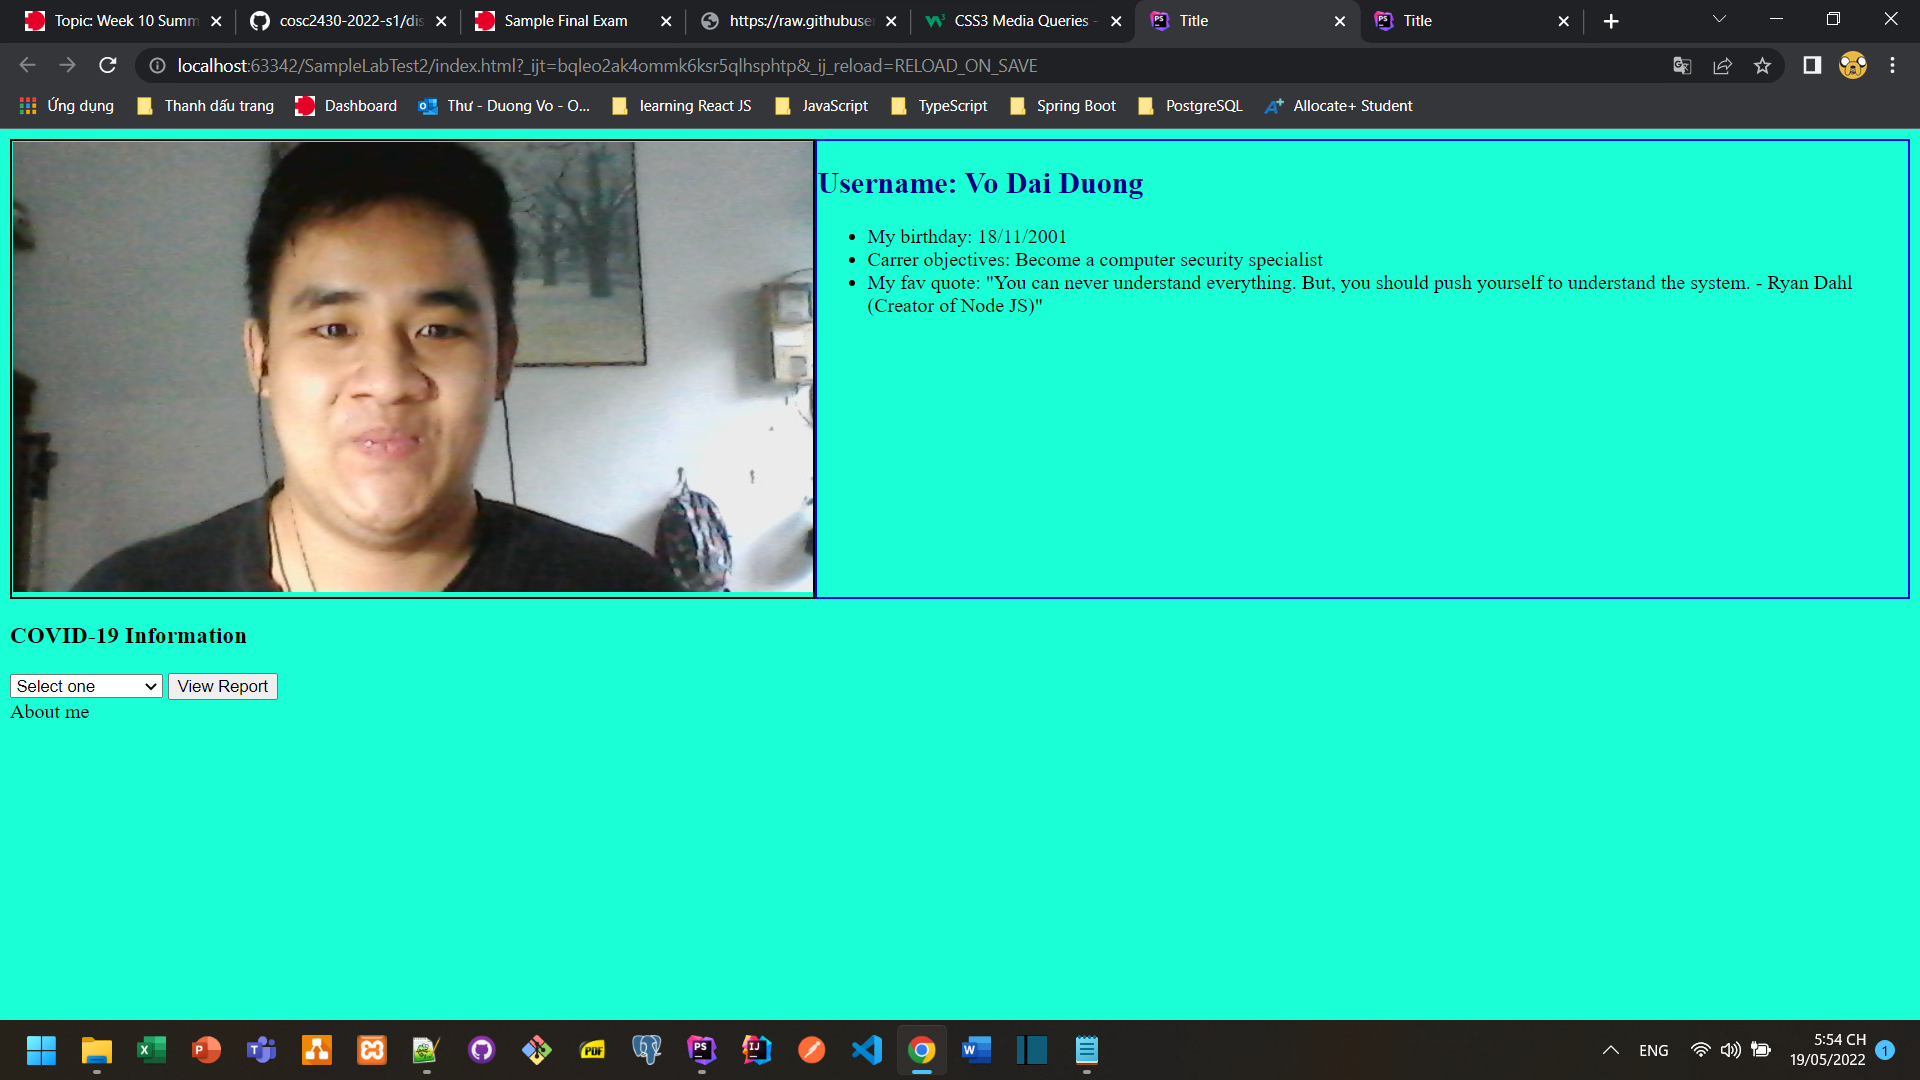 Topic: Week 10 Summ
cosc2430-2022-s1/dis
Sample Final Exam
https://raw.githubuser
CSS3 Media Queries -
Title
Title
localhost:63342/SampleLabTest2/index.html?_ijt=bqleo2ak4ommk6ksr5qlhsphtp&_ij_reload=RELOAD_ON_SAVE
Ứng dụng
Thanh dấu trang
Dashboard
Thư - Duong Vo - O...
learning React JS
JavaScript
TypeScript
Spring Boot
PostgreSQL
Allocate+ Student
Username: Vo Dai Duong
My birthday: 18/11/2001
Carrer objectives: Become a computer security specialist
My fav quote: "You can never understand everything. But, you should push yourself to understand the system. - Ryan Dahl
(Creator of Node JS)"
COVID-19 Information
Select one
View Report
About me
ENG
5:54 CH
19/05/2022
1